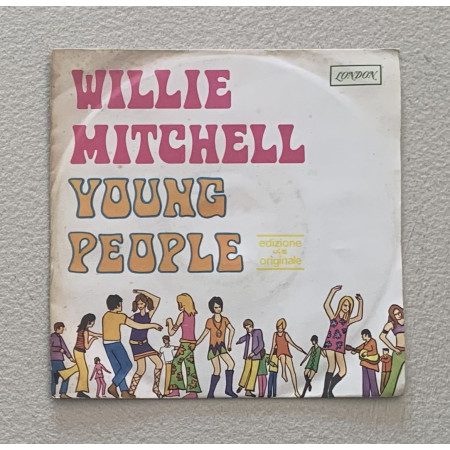 LONDON
WILLIE
MITCHELL
YOUNG
PEOPLE
edizione
originale